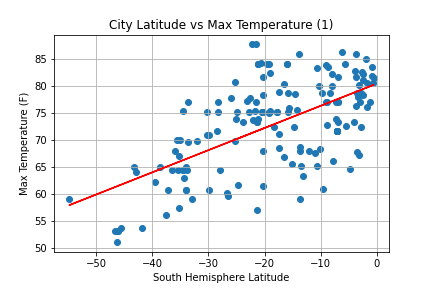 City Latitude vs Max Temperature (1)
Max Temperature (F)
85
80
75
70
65
60
55
50
−50 −40 −30 −20 −10 0
South Hemisphere Latitude